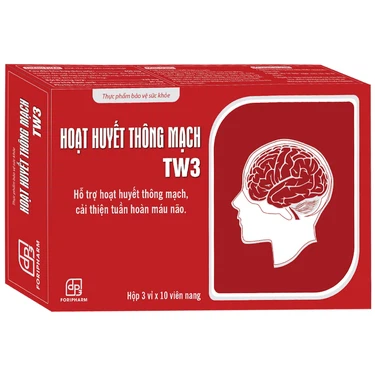 Thực phẩm bảo vệ sức khỏe
HOẠT HUYẾT THÔNG MẠCH
TW3
Hỗ trợ hoạt huyết thông mạch,
cải thiện tuần hoàn máu não.
Hộp 3 vỉ x 10 viên nang
HOẠT HUYẾT THÔNG MẠCH
TW3
dp3
FORIPHARM